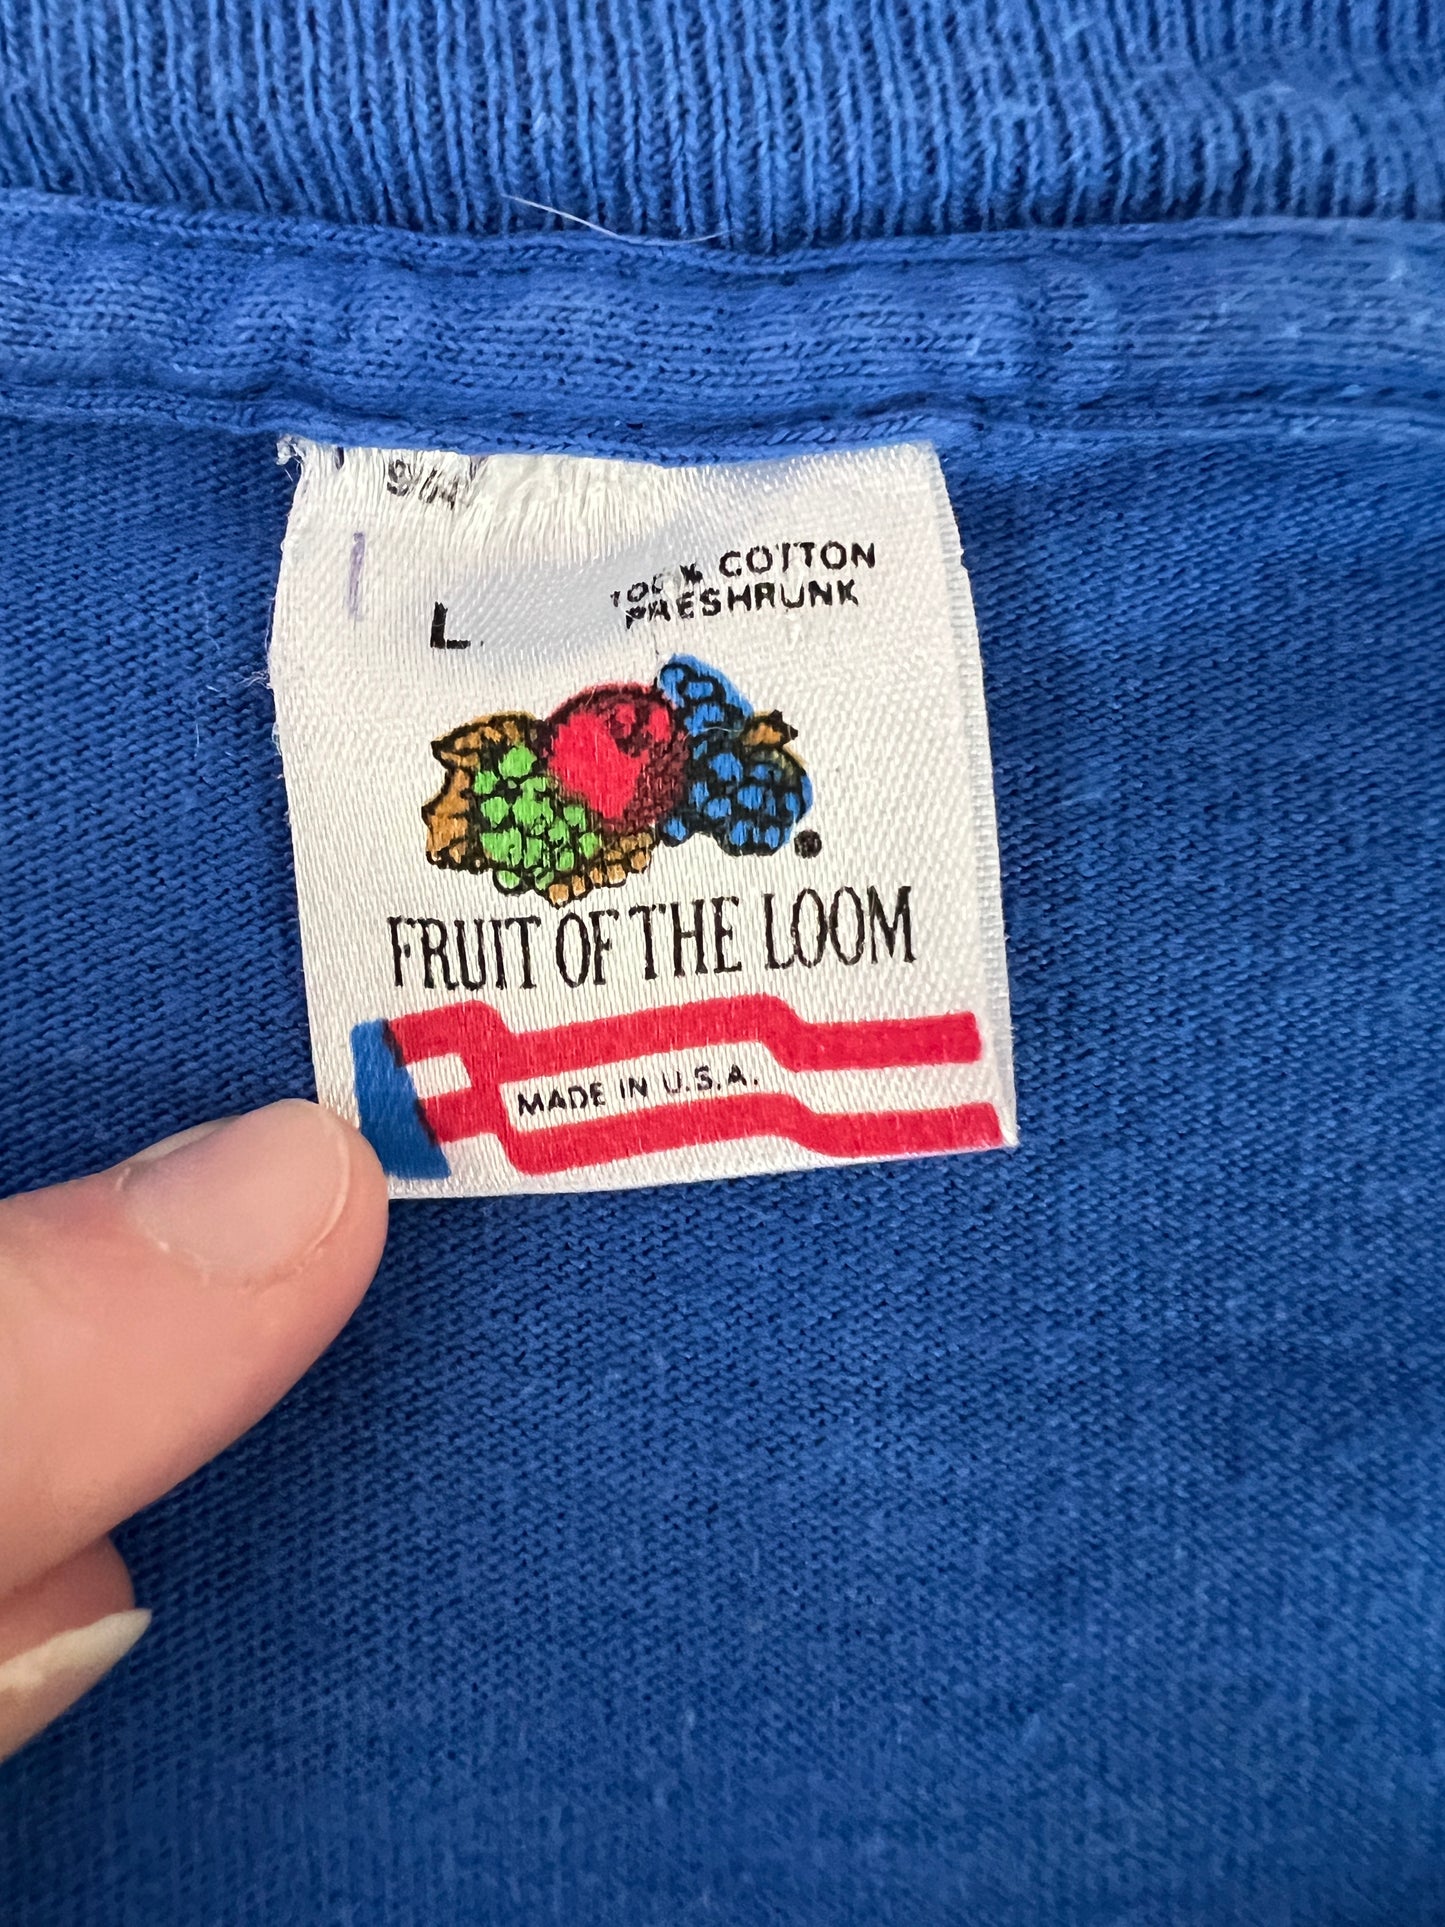 L
100% COTTON
PRESHRUNK
®
FRUIT OF THE LOOM
MADE IN U.S.A.